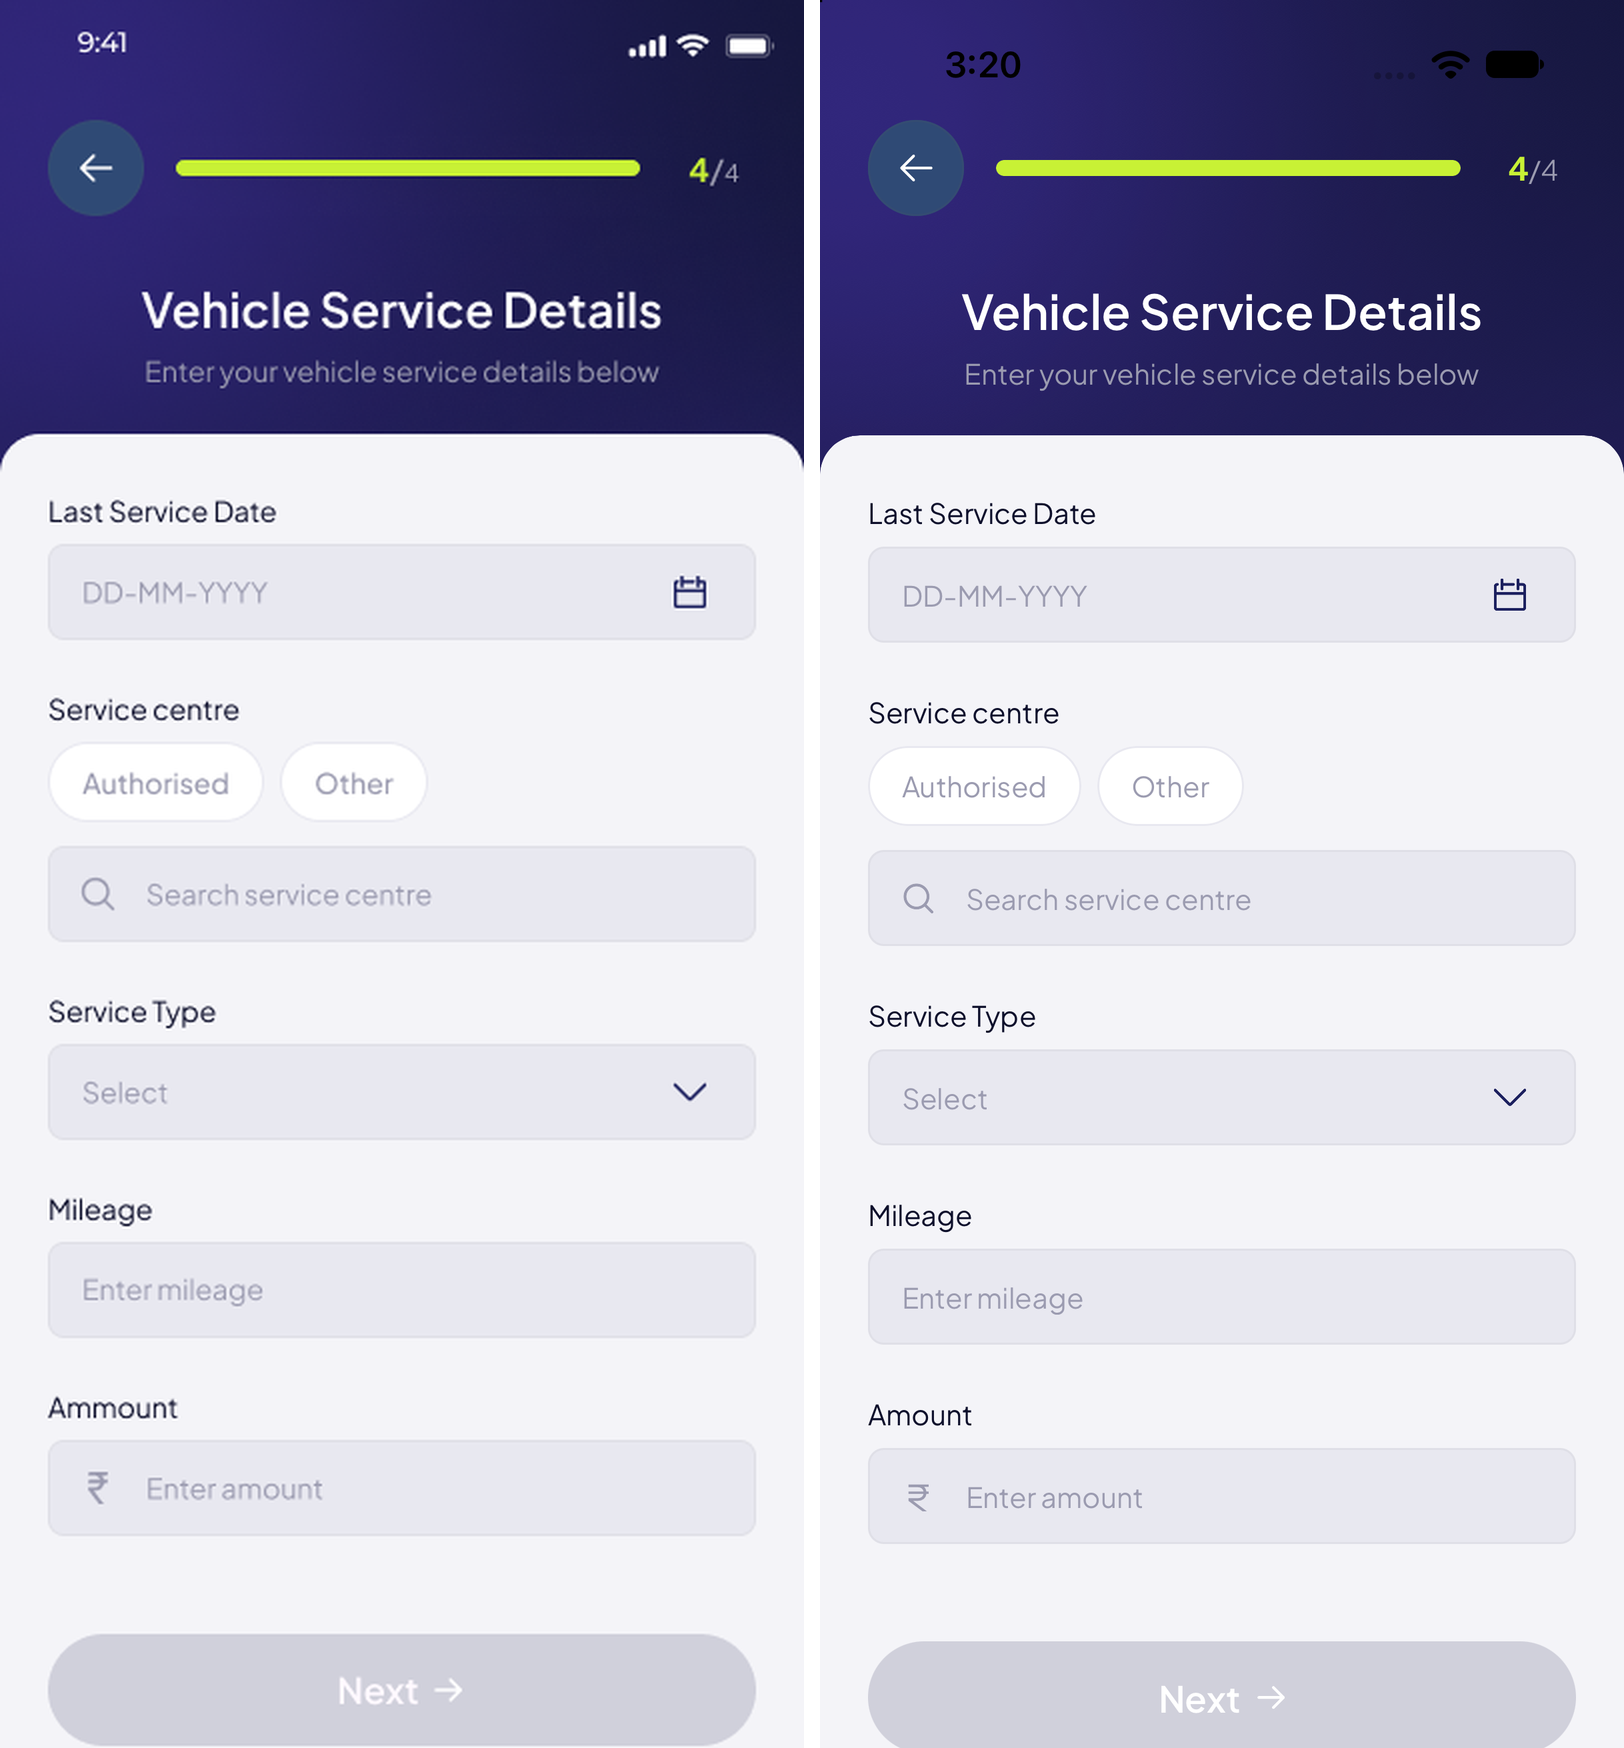 9:41
4/4
Vehicle Service Details
Enter your vehicle service details below
Last Service Date
DD-MM-YYYY
Service centre
Authorised
Other
Search service centre
Service Type
Select
Mileage
Enter mileage
Ammount
₹ Enter amount
Next →
3:20
4/4
Vehicle Service Details
Enter your vehicle service details below
Last Service Date
DD-MM-YYYY
Service centre
Authorised
Other
Search service centre
Service Type
Select
Mileage
Enter mileage
Amount
₹ Enter amount
Next →